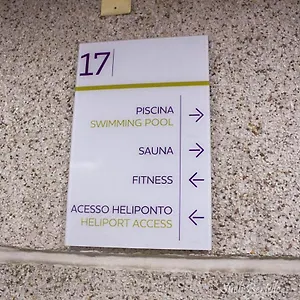 17
PISCINA
SWIMMING POOL
SAUNA
FITNESS
ACESSO HELIPONTO
HELIPORT ACCESS